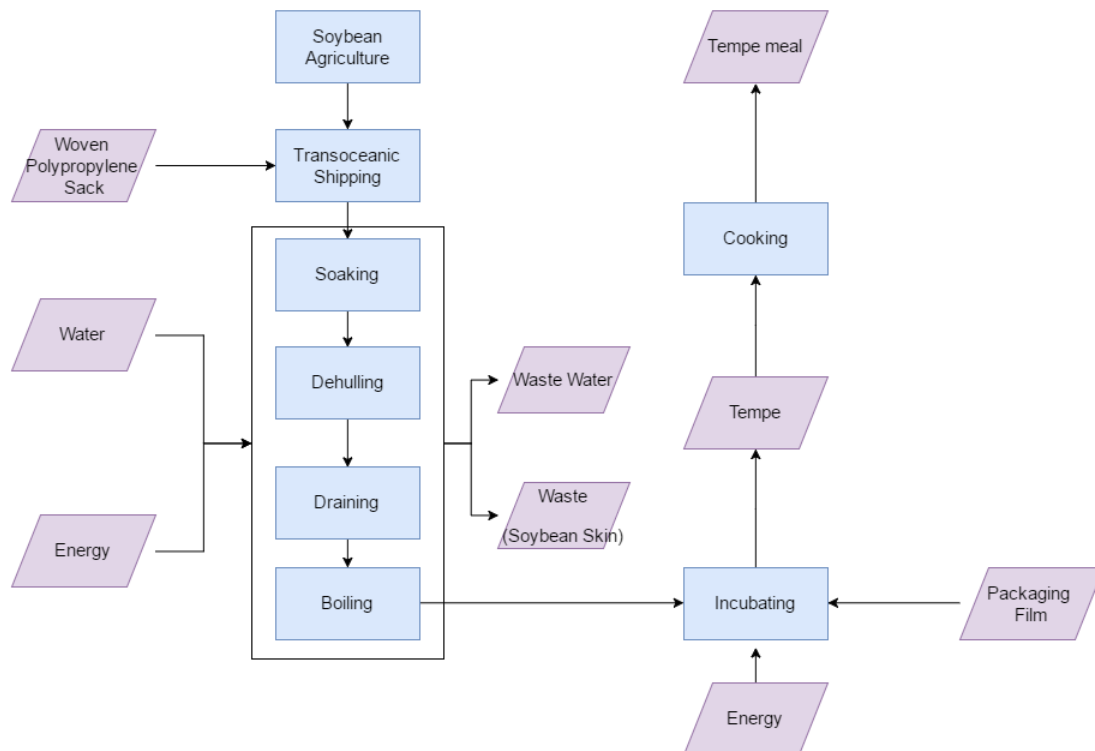 Soybean
Agriculture
Tempe meal
Woven
Polypropylene
Sack
Transoceanic
Shipping
Cooking
Soaking
Water
Dehulling
Waste Water
Tempe
Draining
Waste
(Soybean Skin)
Energy
Boiling
Incubating
Packaging
Film
Energy